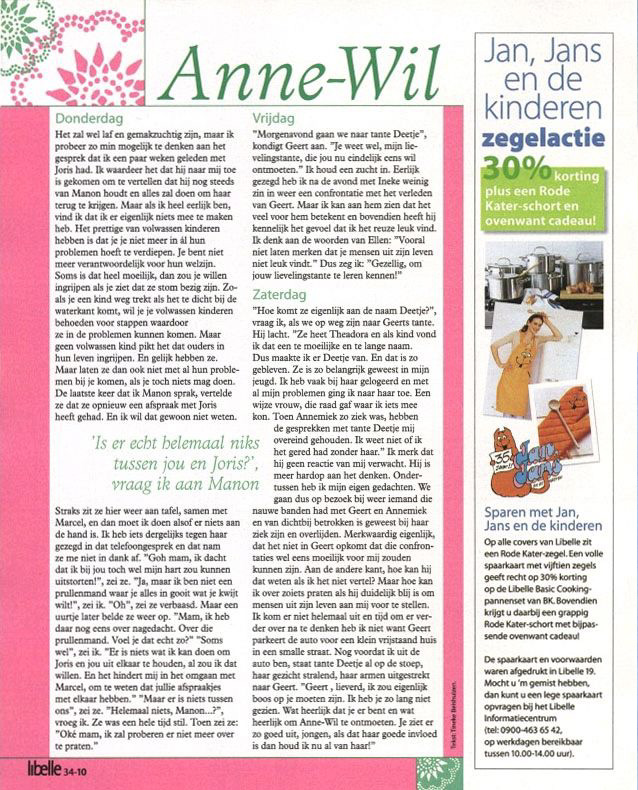 Anne-Wil
Donderdag
Het zal wel laf en gemakzuchtig zijn, maar ik
probeer zo min mogelijk te denken aan het
gesprek dat ik een paar weken geleden met
Joris had. Ik waardeer het dat hij naar mij toe
is gekomen om te vertellen dat hij nog steeds
van Manon houdt en alles zal doen om haar
terug te krijgen. Maar als ik heel eerlijk ben,
vind ik dat ik er eigenlijk niets mee te maken
heb. Het prettige van volwassen kinderen
hebben is dat je je niet meer in ál hun
problemen hoeft te verdiepen. Je bent niet
meer verantwoordelijk voor hun welzijn.
Soms is dat heel moeilijk, dan zou je willen
ingrijpen als je ziet dat ze stom bezig zijn. Zo-
als je een kind weg trekt als het te dicht bij de
waterkant komt, wil je je volwassen kinderen
behoeden voor stappen waardoor
ze in de problemen kunnen komen. Maar
geen volwassen kind pikt het dat ouders in
hun leven ingrijpen. En gelijk hebben ze.
Maar laten ze dan ook niet met al hun proble-
men bij je komen, als je toch niets mag doen.
De laatste keer dat ik Manon sprak, vertelde
ze dat ze opnieuw een afspraak met Joris
heeft gehad. En ik wil dat gewoon niet weten.
'Is er echt helemaal niks
tussen jou en Joris?',
vraag ik aan Manon
Straks zit ze hier weer aan tafel, samen met
Marcel, en dan moet ik doen alsof er niets aan
de hand is. Ik heb iets dergelijks tegen haar
gezegd in dat telefoongesprek en dat nam
ze me niet in dank af. "Goh mam, ik dacht
dat ik bij jou toch wel mijn hart zou kunnen
uitstorten!", zei ze. "Ja, maar ik ben niet een
prullenmand waar je alles in gooit wat je kwijt
wilt!", zei ik. "Oh", zei ze verbaasd. Maar een
uurtje later belde ze weer op. "Mam, ik heb
daar nog eens over nagedacht. Over die
prullenmand. Voel je dat echt zo?" "Soms
wel", zei ik. "Er is niets wat ik kan doen om
Joris en jou uit elkaar te houden, al zou ik dat
willen. En het hindert mij in het omgaan met
Marcel, om te weten dat jullie afspraakjes
met elkaar hebben." "Maar er is niets tussen
ons", zei ze. "Helemaal niets, Manon...?",
vroeg ik. Ze was een hele tijd stil. Toen zei ze:
"Oké mam, ik zal proberen er niet meer over
te praten."
Vrijdag
"Morgenavond gaan we naar tante Deetje",
kondigt Geert aan. "Je weet wel, mijn lie-
velingstante, die jou nu eindelijk eens wil
ontmoeten." Ik houd een zucht in. Eerlijk
gezegd heb ik na de avond met Ineke weinig
zin in weer een confrontatie met het verleden
van Geert. Maar ik kan aan hem zien dat het
veel voor hem betekent en bovendien heeft hij
kennelijk het gevoel dat ik het reuze leuk vind.
Ik denk aan de woorden van Ellen: "Vooral
niet laten merken dat je mensen uit zijn leven
niet leuk vindt." Dus zeg ik: "Gezellig, om
jouw lievelingstante te leren kennen!"
Zaterdag
"Hoe komt ze eigenlijk aan de naam Deetje?",
vraag ik, als we op weg zijn naar Geerts tante.
Hij lacht. "Ze heet Theadora en als kind vond
ik dat een te moeilijke en te lange naam.
Dus maakte ik er Deetje van. En dat is zo
gebleven. Ze is zo belangrijk geweest in mijn
jeugd. Ik heb vaak bij haar gelogeerd en met
al mijn problemen ging ik naar haar toe. Een
wijze vrouw, die raad gaf waar ik iets mee
kon. Toen Annemiek zo ziek was, hebben
de gesprekken met tante Deetje mij
overeind gehouden. Ik weet niet of ik
het gered had zonder haar." Ik merk dat
hij geen reactie van mij verwacht. Hij is
meer hardop aan het denken. Onder-
tussen heb ik mijn eigen gedachten. We
gaan dus op bezoek bij weer iemand die
nauwe banden had met Geert en Annemiek
en van dichtbij betrokken is geweest bij haar
ziek zijn en overlijden. Merkwaardig eigenlijk,
dat het niet in Geert opkomt dat die confron-
taties wel eens moeilijk voor mij zouden
kunnen zijn. Aan de andere kant, hoe kan hij
dat weten als ik het niet vertel? Maar hoe kan
ik over zoiets praten als hij duidelijk blij is om
mensen uit zijn leven aan mij voor te stellen.
Ik kom er niet helemaal uit en tijd om er ver-
der over na te denken heb ik niet want Geert
parkeert de auto voor een klein vrijstaand huis
in een smalle straat. Nog voordat ik uit de
auto ben, staat tante Deetje al op de stoep,
haar gezicht stralend, haar armen uitgestrekt
naar Geert. "Geert , lieverd, ik zou eigenlijk
boos op je moeten zijn. Ik heb je zo lang niet
gezien. Wat heerlijk dat je er bent en wat
heerlijk om Anne-Wil te ontmoeten. Je ziet er
zo goed uit, jongen, als dat haar goede invloed
is dan houd ik nu al van haar!"
Tekst: Tineke Beishuizen.
libelle 34-10
Jan, Jans
en de
kinderen
zegelactie
30% korting
plus een Rode
Kater-schort en
ovenwant cadeau!
35
Jan,
Jans
Sparen met Jan,
Jans en de kinderen
Op alle covers van Libelle zit
een Rode Kater-zegel. Een volle
spaarkaart met vijftien zegels
geeft recht op 30% korting
op de Libelle Basic Cooking-
pannenset van BK. Bovendien
krijgt u daarbij een grappig
Rode Kater-schort met bijpas-
sende ovenwant cadeau!
De spaarkaart en voorwaarden
waren afgedrukt in Libelle 19.
Mocht u 'm gemist hebben,
dan kunt u een lege spaarkaart
opvragen bij het Libelle
Informatiecentrum
(tel: 0900-463 65 42,
op werkdagen bereikbaar
tussen 10.00-14.00 uur).